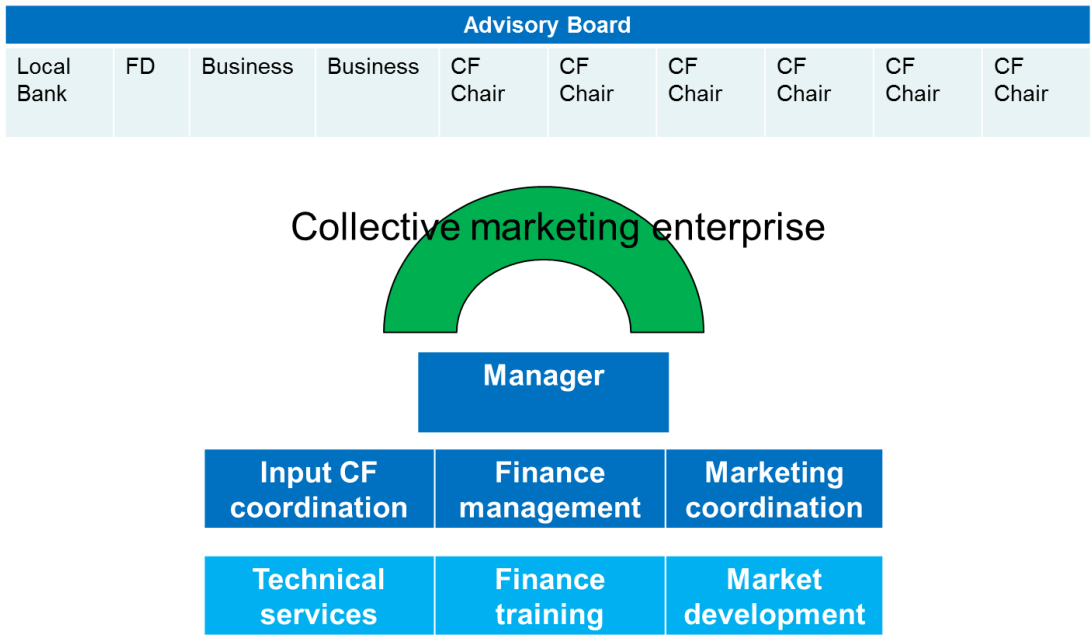 Advisory Board
Local Bank FD Business Business CF Chair CF Chair CF Chair CF Chair CF Chair CF Chair
Collective marketing enterprise
Manager
Input CF coordination
Finance management
Marketing coordination
Technical services
Finance training
Market development